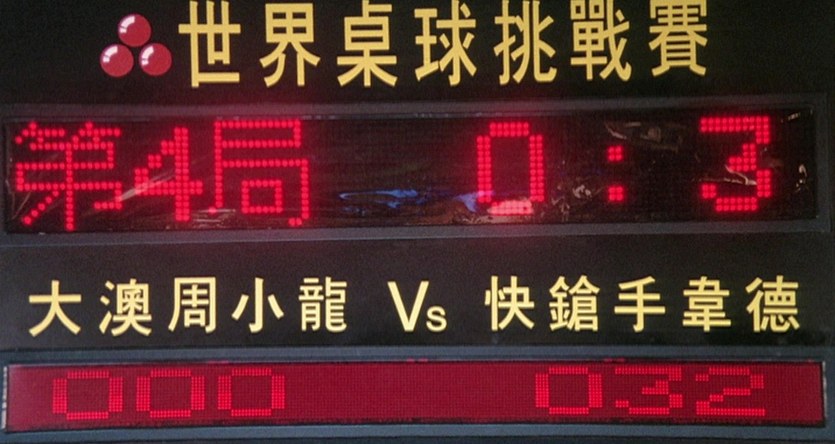 世界桌球挑戰賽
第4局 0:3
大澳周小龍 Vs 快鎗手韋德
000 032